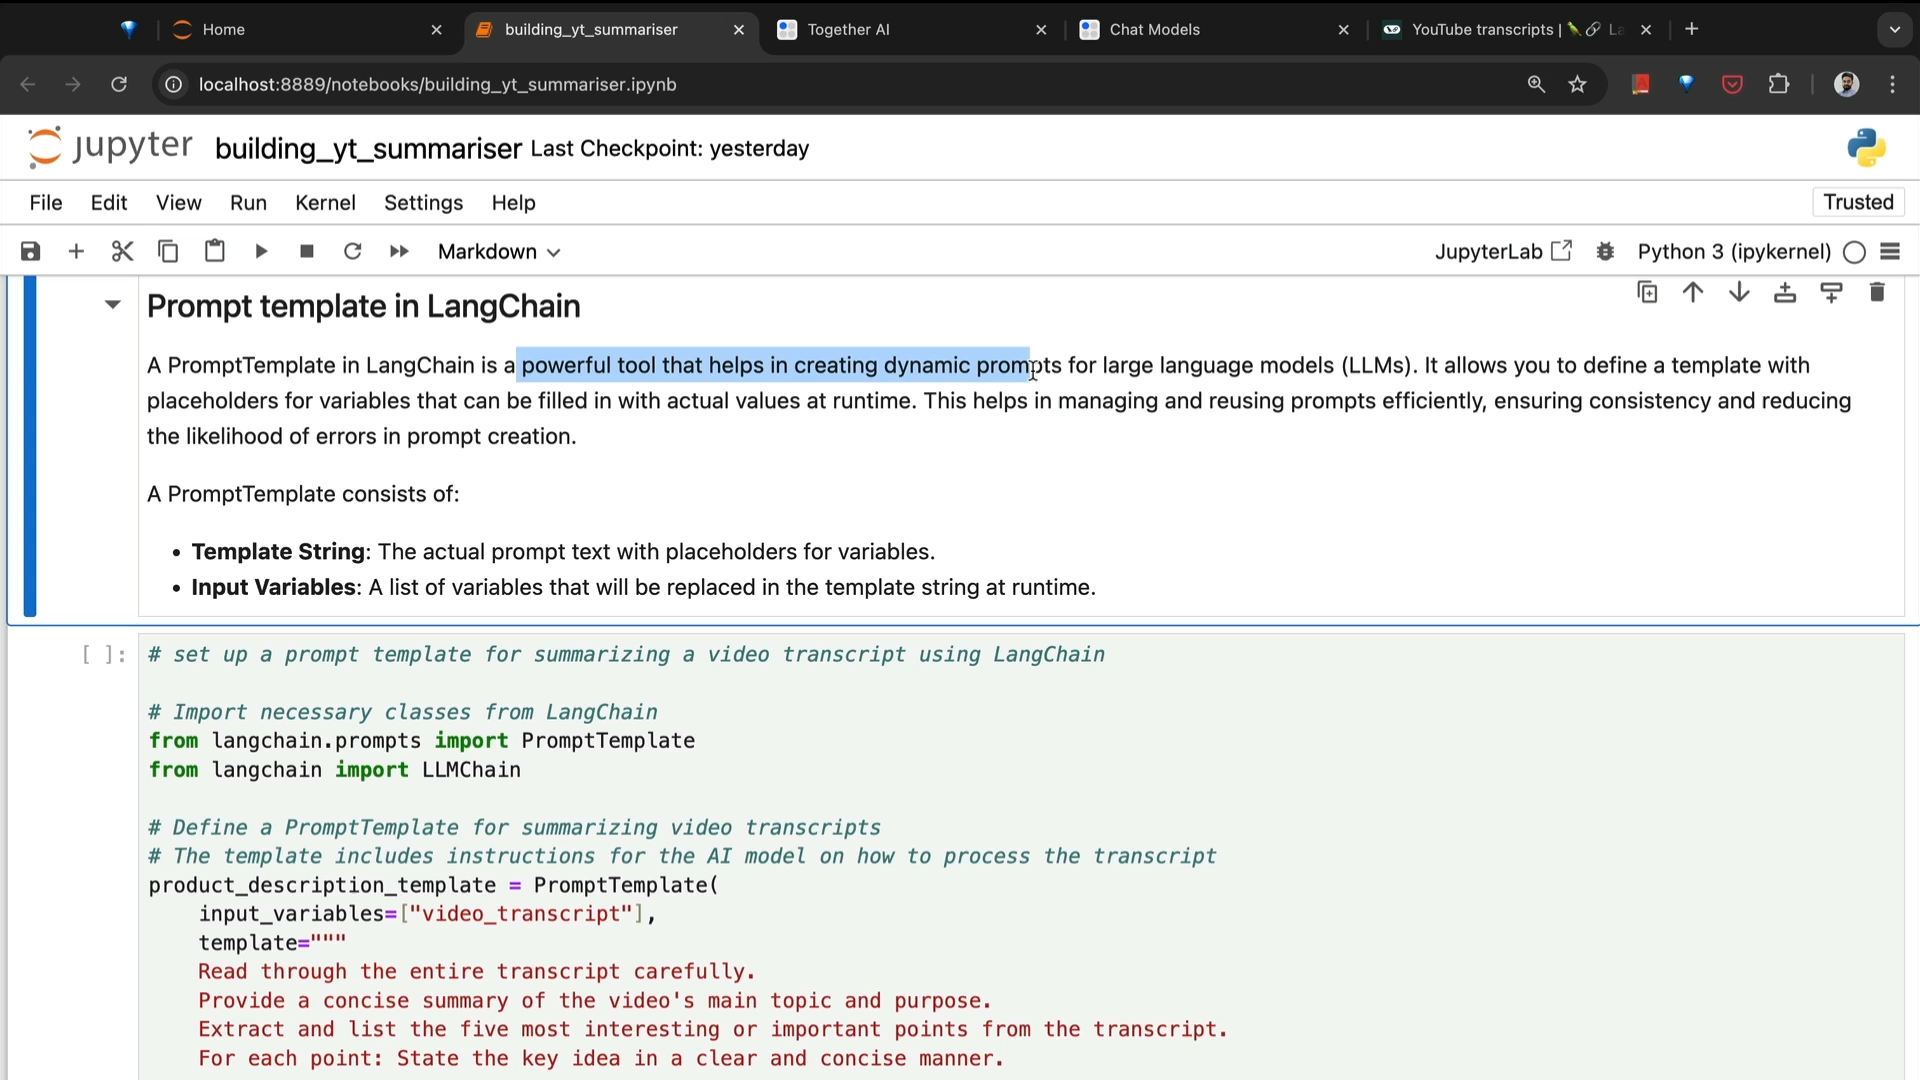 Home
building_yt_summariser
Together AI
Chat Models
YouTube transcripts | La
localhost:8889/notebooks/building_yt_summariser.ipynb
jupyter building_yt_summariser Last Checkpoint: yesterday
File Edit View Run Kernel Settings Help Trusted
Markdown JupyterLab Python 3 (ipykernel)
Prompt template in LangChain
A PromptTemplate in LangChain is a powerful tool that helps in creating dynamic prompts for large language models (LLMs). It allows you to define a template with
placeholders for variables that can be filled in with actual values at runtime. This helps in managing and reusing prompts efficiently, ensuring consistency and reducing
the likelihood of errors in prompt creation.
A PromptTemplate consists of:
• Template String: The actual prompt text with placeholders for variables.
• Input Variables: A list of variables that will be replaced in the template string at runtime.
[ ]: # set up a prompt template for summarizing a video transcript using LangChain
# Import necessary classes from LangChain
from langchain.prompts import PromptTemplate
from langchain import LLMChain
# Define a PromptTemplate for summarizing video transcripts
# The template includes instructions for the AI model on how to process the transcript
product_description_template = PromptTemplate(
input_variables=["video_transcript"],
template="""
Read through the entire transcript carefully.
Provide a concise summary of the video's main topic and purpose.
Extract and list the five most interesting or important points from the transcript.
For each point: State the key idea in a clear and concise manner.